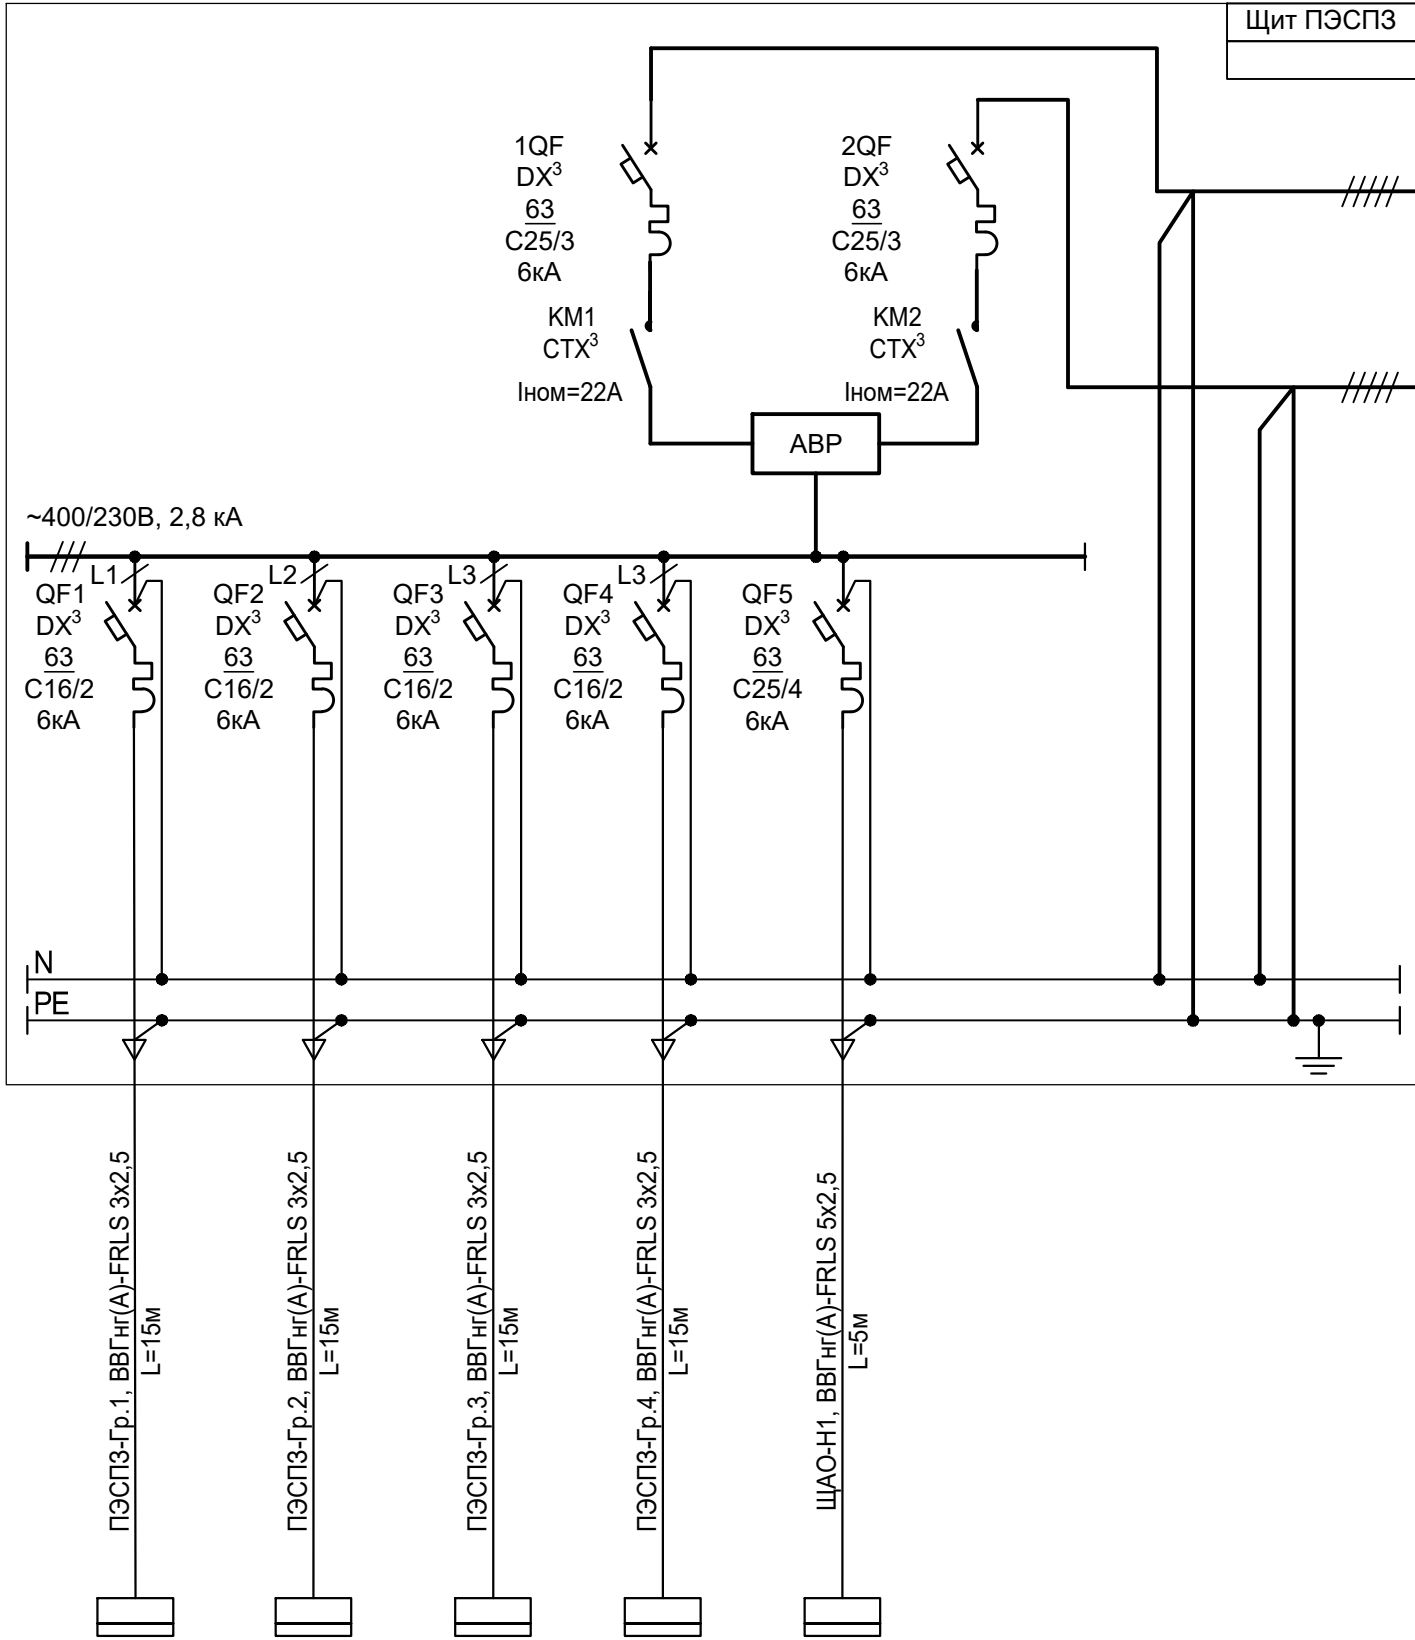 Щит ПЭСПЗ
1QF
DX³
63
C25/3
6кА
2QF
DX³
63
C25/3
6кА
KM1
CTX³
Iном=22А
KM2
CTX³
Iном=22А
АВР
~400/230В, 2,8 кА
L1
L2
L3
L3
QF1
DX³
63
C16/2
6кА
QF2
DX³
63
C16/2
6кА
QF3
DX³
63
C16/2
6кА
QF4
DX³
63
C16/2
6кА
QF5
DX³
63
C25/4
6кА
N
PE
ПЭСПЗ-Гр.1, ВВГнг(А)-FRLS 3х2,5
L=15м
ПЭСПЗ-Гр.2, ВВГнг(А)-FRLS 3х2,5
L=15м
ПЭСПЗ-Гр.3, ВВГнг(А)-FRLS 3х2,5
L=15м
ПЭСПЗ-Гр.4, ВВГнг(А)-FRLS 3х2,5
L=15м
ЩАО-Н1, ВВГнг(А)-FRLS 5х2,5
L=5м